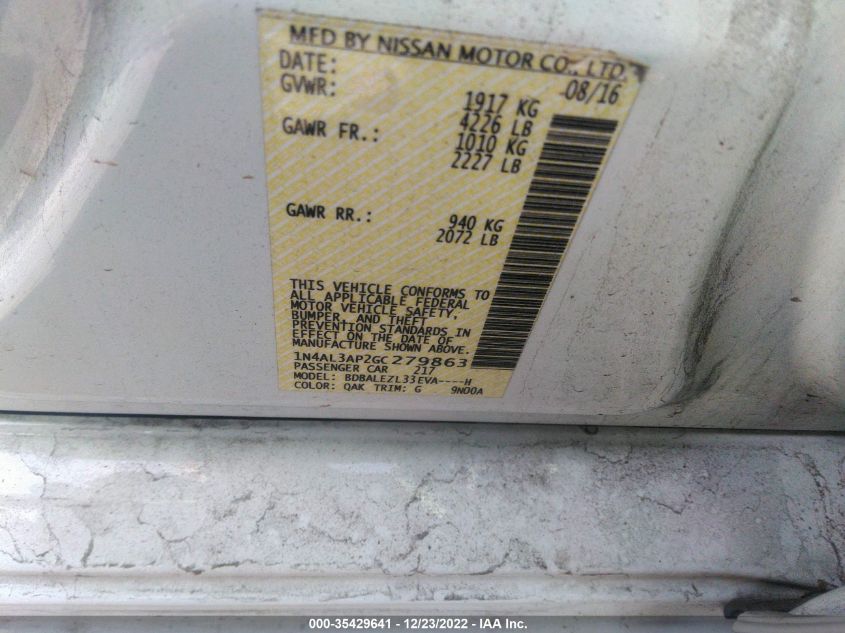 MFD BY NISSAN MOTOR CO., LTD.
DATE: 08/16
GVWR: 1917 KG
4226 LB
GAWR FR.: 1010 KG
2227 LB
GAWR RR.: 940 KG
2072 LB
THIS VEHICLE CONFORMS TO
ALL APPLICABLE FEDERAL
MOTOR VEHICLE SAFETY,
BUMPER, AND THEFT
PREVENTION STANDARDS IN
EFFECT ON THE DATE OF
MANUFACTURE SHOWN ABOVE.
1N4AL3AP2GC279863
PASSENGER CAR 217
MODEL: BDBALEZL33EVA----H
COLOR: QAK TRIM: G 9N00A
000-35429641 - 12/23/2022 - IAA Inc.